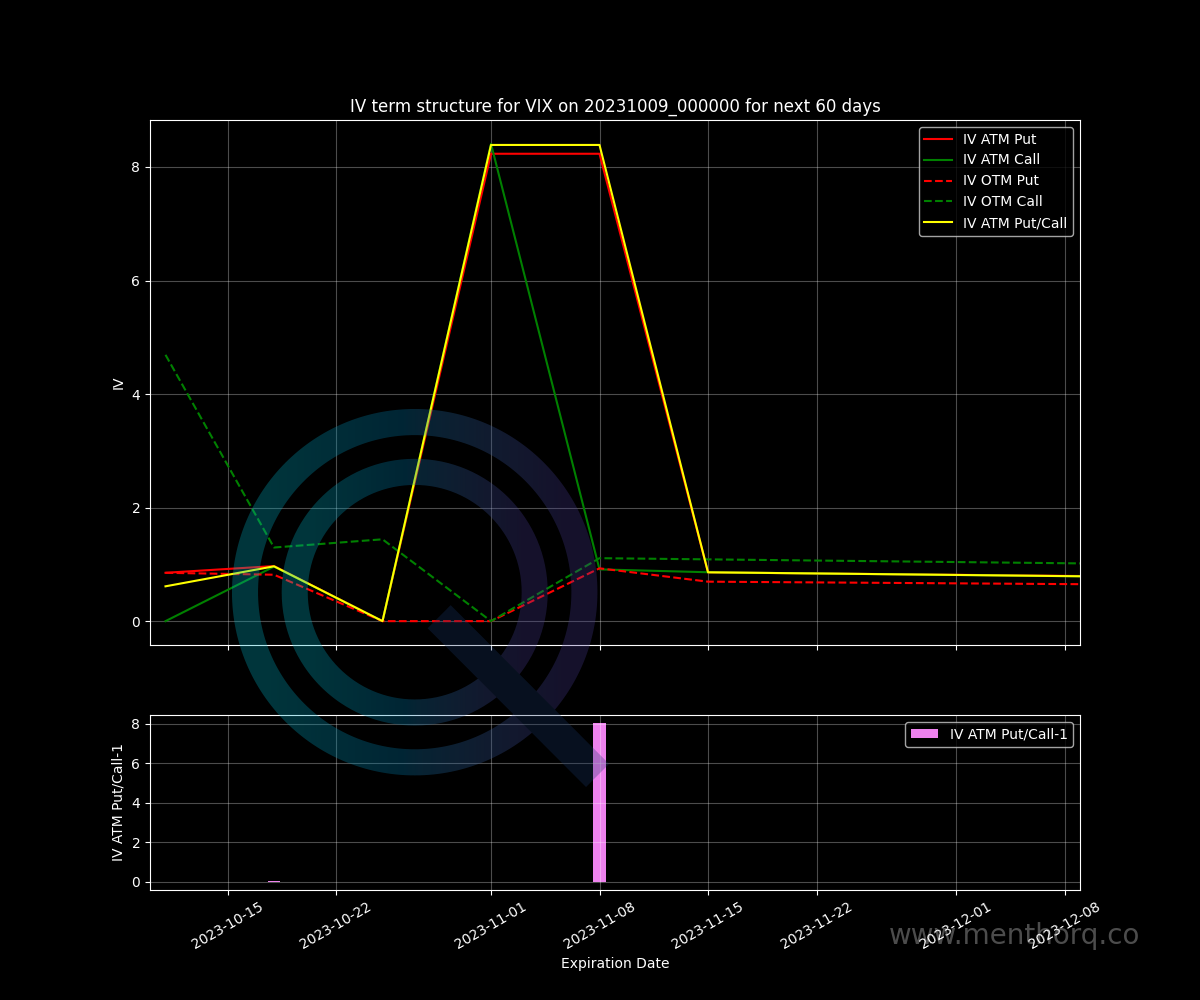 IV term structure for VIX on 20231009_000000 for next 60 days
IV ATM Put
IV ATM Call
IV OTM Put
IV OTM Call
IV ATM Put/Call
8
6
4
2
0
IV
IV ATM Put/Call-1
8
6
4
2
0
IV ATM Put/Call-1
2023-10-15
2023-10-22
2023-11-01
2023-11-08
2023-11-15
2023-11-22
2023-12-01
2023-12-08
www.menthorq.co
Expiration Date